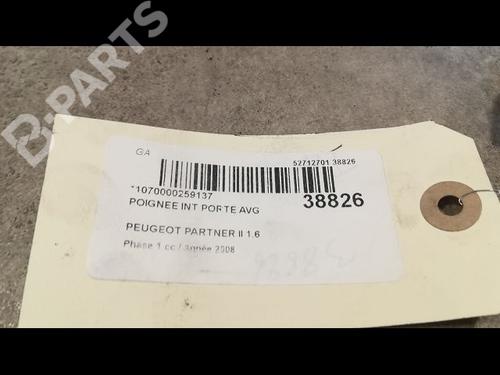 B-PARTS
GA
52712701 38826
*1070000259137
38826
POIGNEE INT PORTE AVG
PEUGEOT PARTNER II 1.6
Phase 1 cc / année 2008